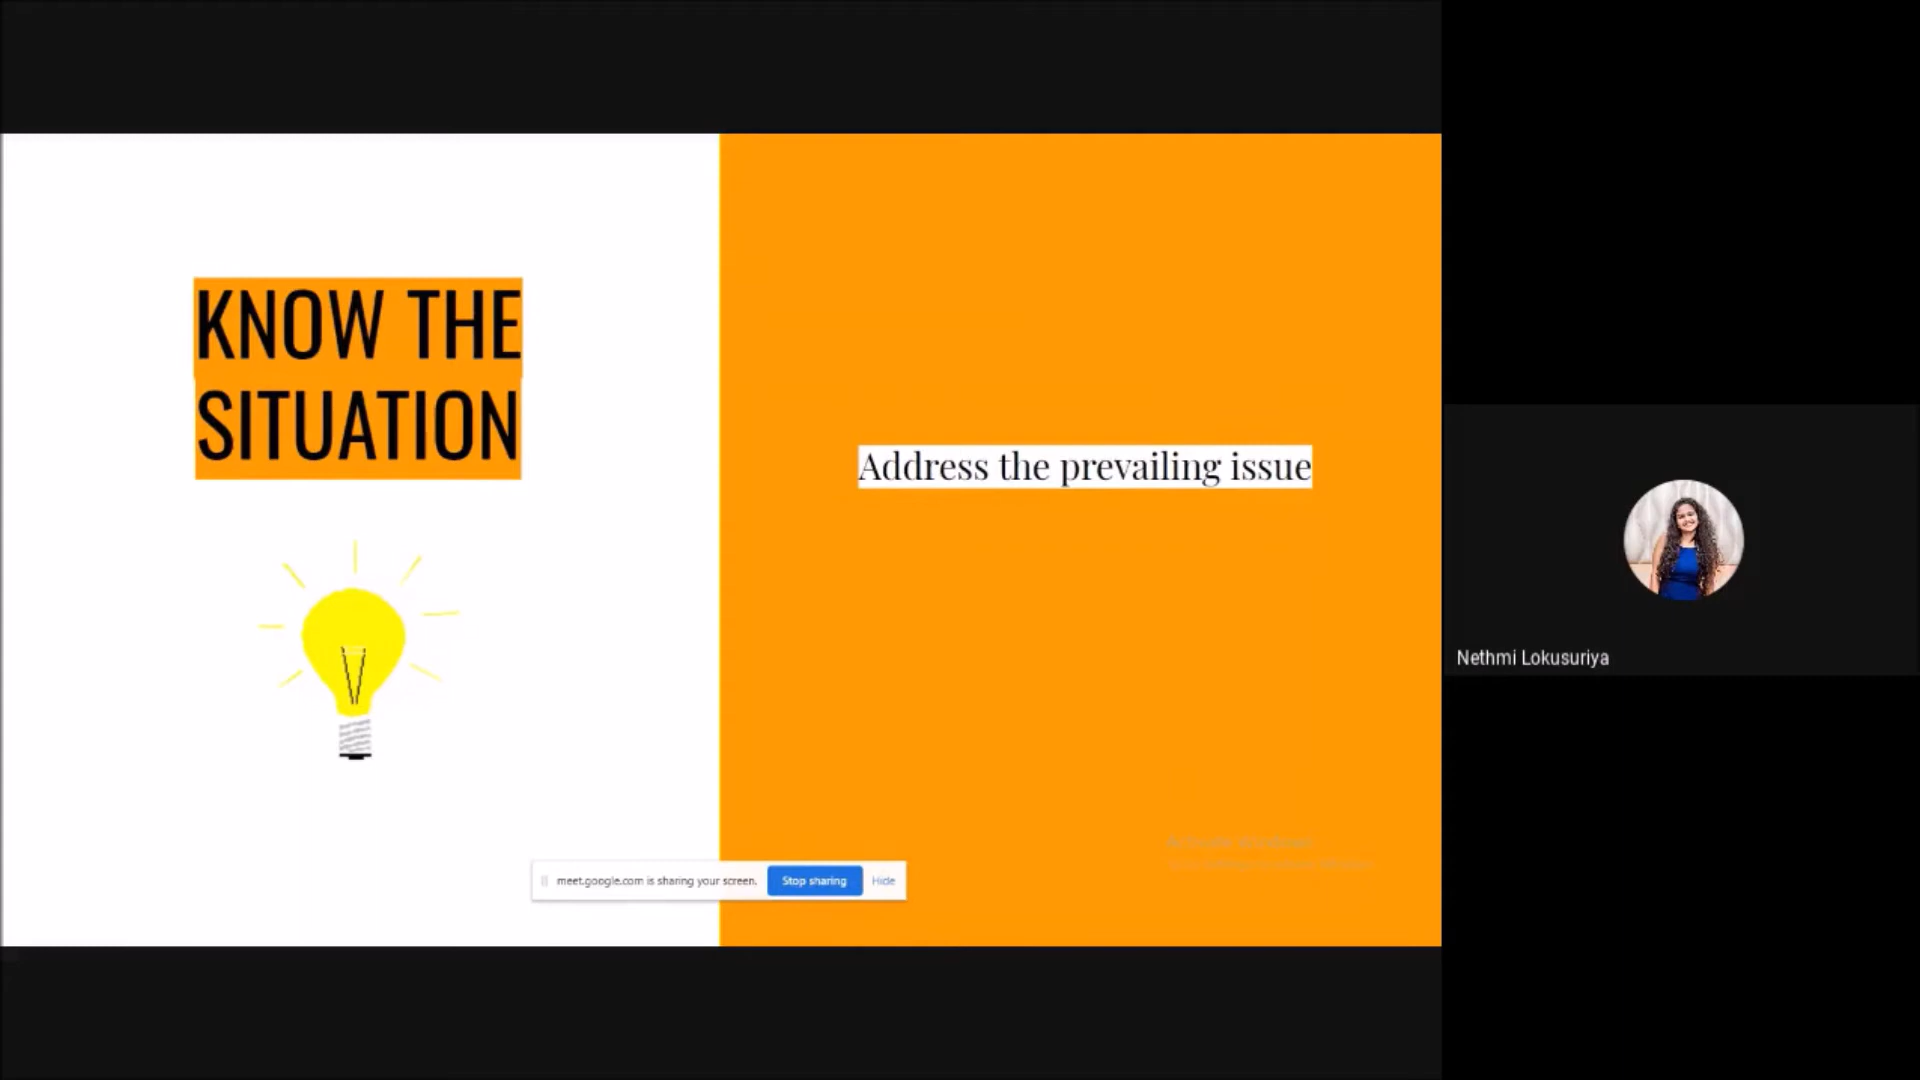 KNOW THE
SITUATION
Address the prevailing issue
meet.google.com is sharing your screen.
Stop sharing
Hide
Nethmi Lokusuriya